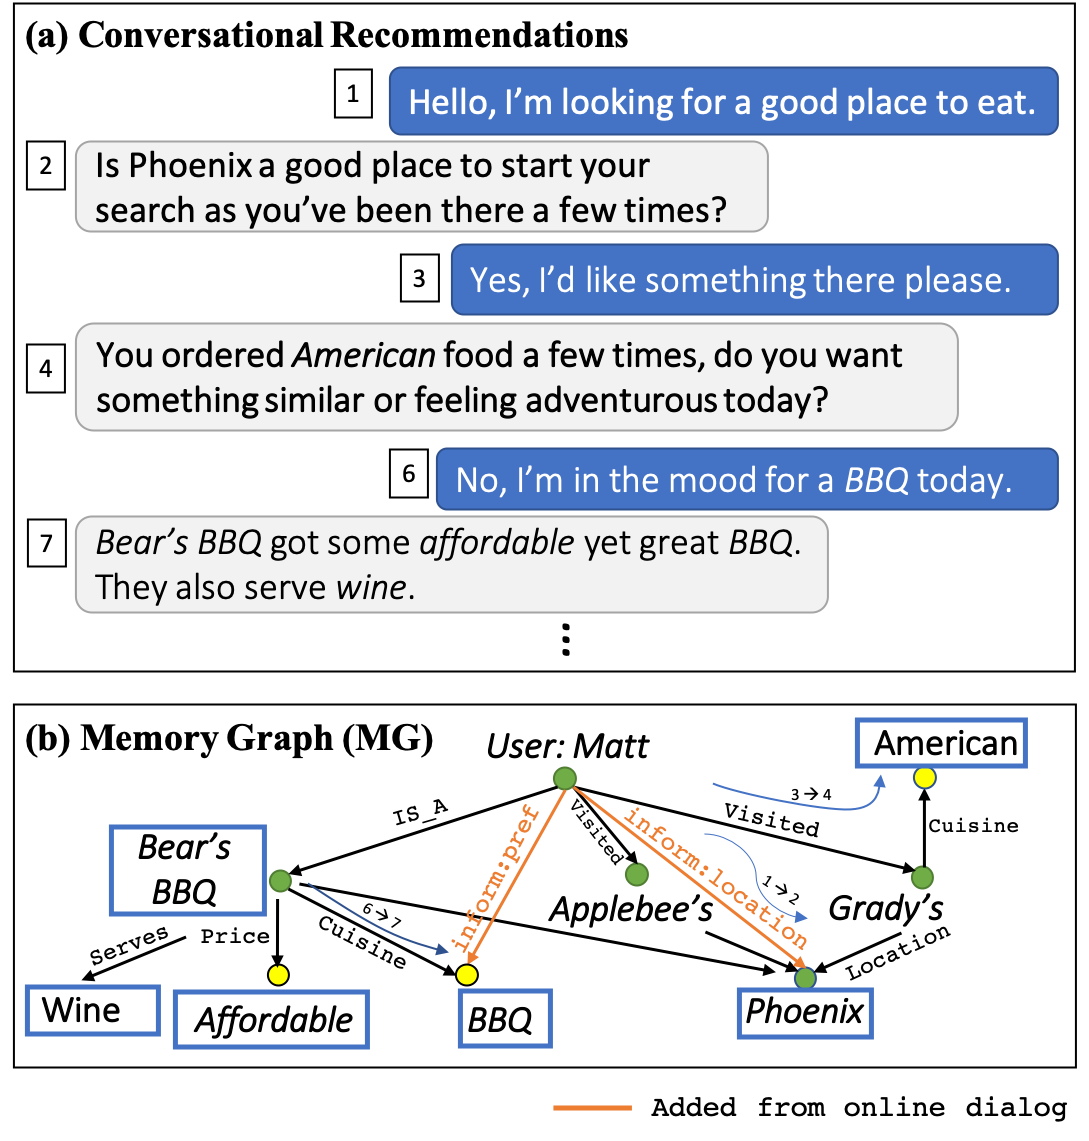 (a) Conversational Recommendations
1
Hello, I'm looking for a good place to eat.
2
Is Phoenix a good place to start your
search as you've been there a few times?
3
Yes, I'd like something there please.
4
You ordered American food a few times, do you want
something similar or feeling adventurous today?
6
No, I'm in the mood for a BBQ today.
7
Bear's BBQ got some affordable yet great BBQ.
They also serve wine.
⋮
(b) Memory Graph (MG)
User: Matt
American
3→4
IS_A
Visited
Visited
Cuisine
inform:pref
inform:location
Bear's
BBQ
1→2
6→7
Applebee's
Grady's
Serves
Price
Cuisine
Location
Wine
Affordable
BBQ
Phoenix
Added from online dialog